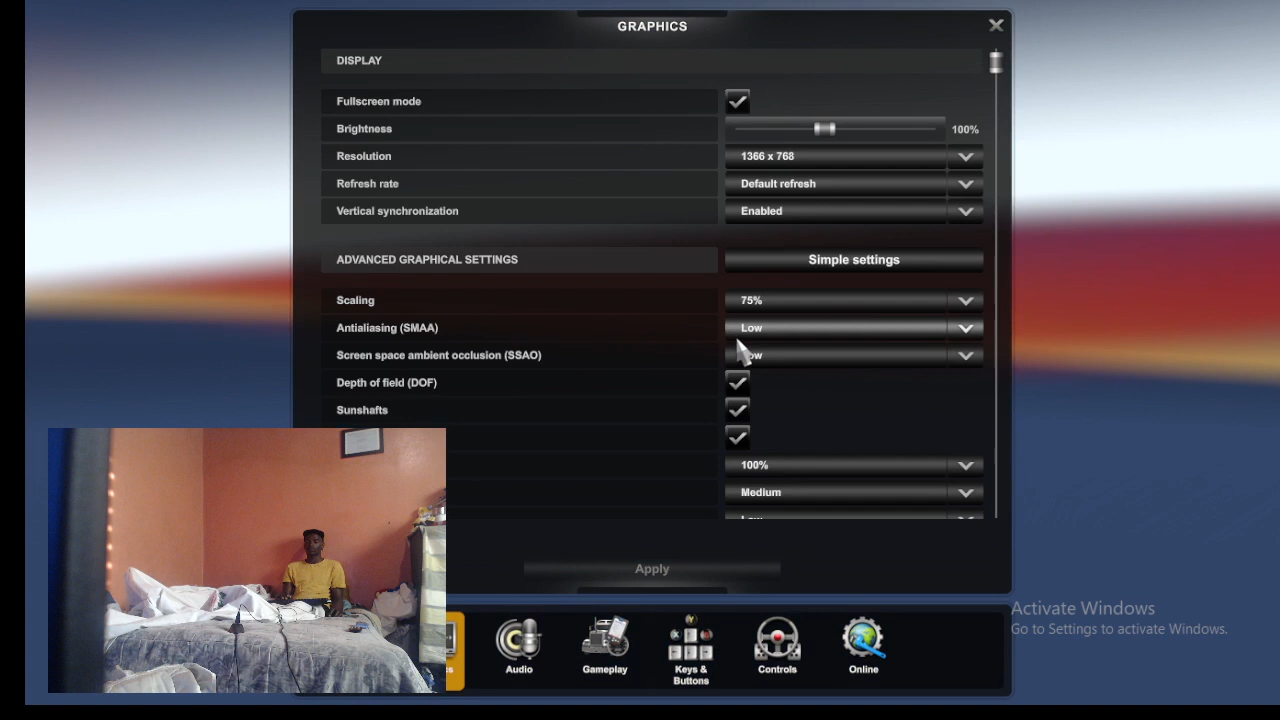 GRAPHICS
DISPLAY
Fullscreen mode
Brightness 100%
Resolution 1366 x 768
Refresh rate Default refresh
Vertical synchronization Enabled
ADVANCED GRAPHICAL SETTINGS Simple settings
Scaling 75%
Antialiasing (SMAA) Low
Screen space ambient occlusion (SSAO)
Depth of field (DOF)
Sunshafts
100%
Medium
Apply
Audio
Gameplay
Keys &
Buttons
Controls
Online
Activate Windows
Go to Settings to activate Windows.